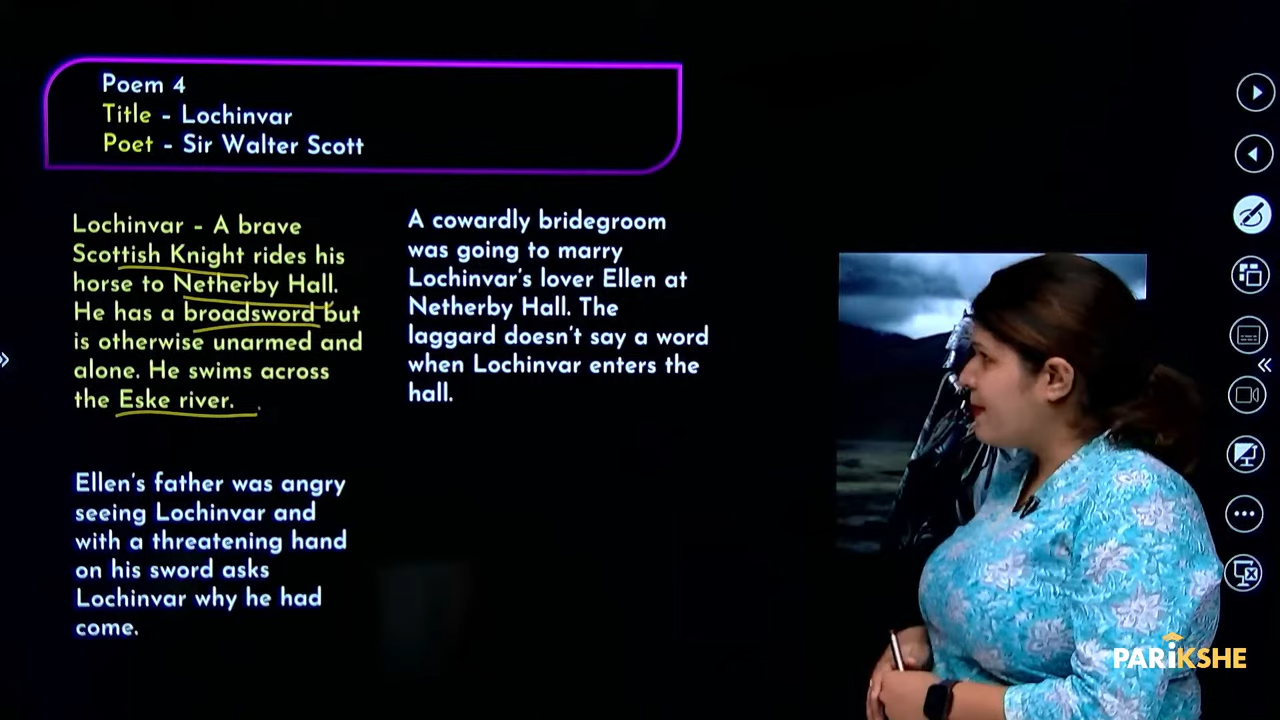 Poem 4
Title – Lochinvar
Poet – Sir Walter Scott
Lochinvar – A brave
Scottish Knight rides his
horse to Netherby Hall.
He has a broadsword but
is otherwise unarmed and
alone. He swims across
the Eske river.
A cowardly bridegroom
was going to marry
Lochinvar's lover Ellen at
Netherby Hall. The
laggard doesn't say a word
when Lochinvar enters the
hall.
Ellen's father was angry
seeing Lochinvar and
with a threatening hand
on his sword asks
Lochinvar why he had
come.
PARIKSHE